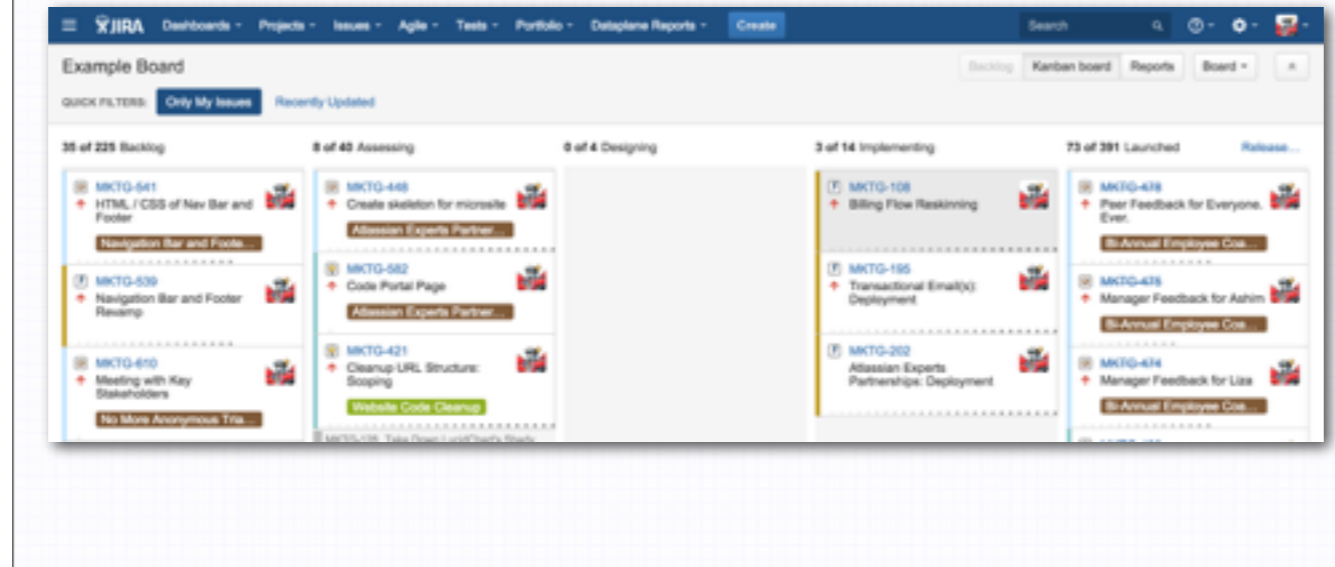 JIRA Dashboards Projects Issues Agile Tests Portfolio Dataplane Reports Create Search
Example Board
Backlog Kanban board Reports Board
QUICK FILTERS: Only My Issues Recently Updated
35 of 225 Backlog
8 of 40 Assessing
0 of 4 Designing
3 of 14 Implementing
73 of 391 Launched
Release...
MKTG-541
HTML / CSS of Nav Bar and
Footer
Navigation Bar and Foote...
MKTG-539
Navigation Bar and Footer
Revamp
MKTG-610
Meeting with Key
Stakeholders
No More Anonymous Tria...
MKTG-448
Create skeleton for microsite
Atlassian Experts Partner...
MKTG-582
Code Portal Page
Atlassian Experts Partner...
MKTG-421
Cleanup URL Structure:
Scoping
Website Code Cleanup
Take Down LucidChart's Shady
MKTG-108
Billing Flow Reskinning
MKTG-195
Transactional Email(s):
Deployment
MKTG-202
Atlassian Experts
Partnerships: Deployment
MKTG-478
Peer Feedback for Everyone.
Ever.
Bi-Annual Employee Coa...
MKTG-475
Manager Feedback for Ashim
Bi-Annual Employee Coa...
MKTG-474
Manager Feedback for Liza
Bi-Annual Employee Coa...